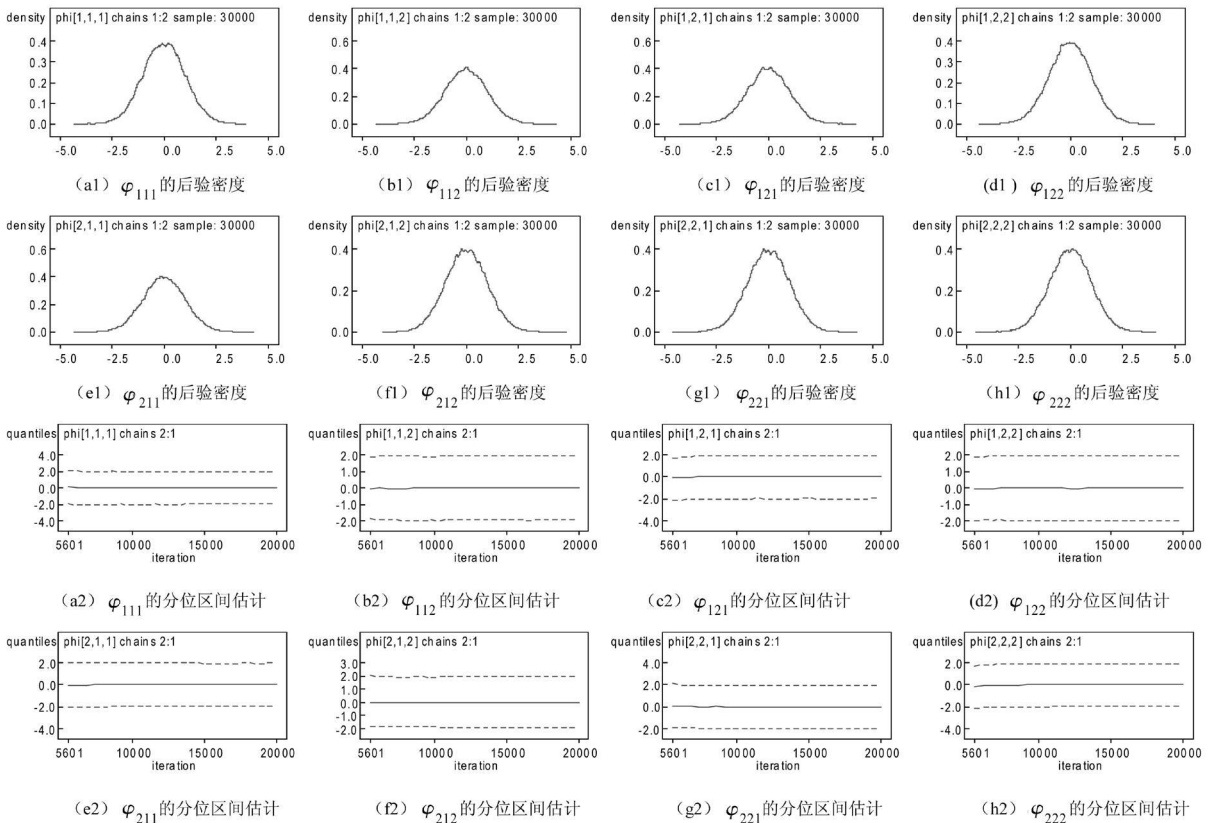 density phi[1,1,1] chains 1:2 sample: 30000
0.4
0.3
0.2
0.1
0.0
-5.0 -2.5 0.0 2.5 5.0
（a1） φ111的后验密度
density phi[1,1,2] chains 1:2 sample: 30000
0.6
0.4
0.2
0.0
-5.0 -2.5 0.0 2.5 5.0
（b1） φ112的后验密度
density phi[1,2,1] chains 1:2 sample: 30000
0.6
0.4
0.2
0.0
-5.0 -2.5 0.0 2.5 5.0
（c1） φ121的后验密度
density phi[1,2,2] chains 1:2 sample: 30000
0.4
0.3
0.2
0.1
0.0
-5.0 -2.5 0.0 2.5 5.0
(d1 ) φ122的后验密度
density phi[2,1,1] chains 1:2 sample: 30000
0.6
0.4
0.2
0.0
-5.0 -2.5 0.0 2.5 5.0
（e1） φ211的后验密度
density phi[2,1,2] chains 1:2 sample: 30000
0.4
0.2
0.0
-5.0 -2.5 0.0 2.5 5.0
（f1） φ212的后验密度
density phi[2,2,1] chains 1:2 sample: 30000
0.4
0.2
0.0
-5.0 -2.5 0.0 2.5 5.0
（g1） φ221的后验密度
density phi[2,2,2] chains 1:2 sample: 30000
0.4
0.2
0.0
-5.0 -2.5 0.0 2.5 5.0
（h1） φ222的后验密度
quantiles phi[1,1,1] chains 2:1
4.0
2.0
0.0
-2.0
-4.0
5601 10000 15000 20000
iteration
（a2） φ111的分位区间估计
quantiles phi[1,1,2] chains 2:1
2.0
1.0
0.0
-1.0
-2.0
5601 10000 15000 20000
iteration
（b2） φ112的分位区间估计
quantiles phi[1,2,1] chains 2:1
2.0
0.0
-2.0
-4.0
5601 10000 15000 20000
iteration
（c2） φ121的分位区间估计
quantiles phi[1,2,2] chains 2:1
2.0
1.0
0.0
-1.0
-2.0
5601 10000 15000 20000
iteration
(d2) φ122的分位区间估计
quantiles phi[2,1,1] chains 2:1
2.0
0.0
-2.0
-4.0
5601 10000 15000 20000
iteration
（e2） φ211的分位区间估计
quantiles phi[2,1,2] chains 2:1
3.0
2.0
1.0
0.0
-1.0
-2.0
5601 10000 15000 20000
iteration
（f2） φ212的分位区间估计
quantiles phi[2,2,1] chains 2:1
4.0
2.0
0.0
-2.0
5601 10000 15000 20000
iteration
（g2） φ221的分位区间估计
quantiles phi[2,2,2] chains 2:1
2.0
0.0
-2.0
-4.0
5601 10000 15000 20000
iteration
（h2） φ222的分位区间估计